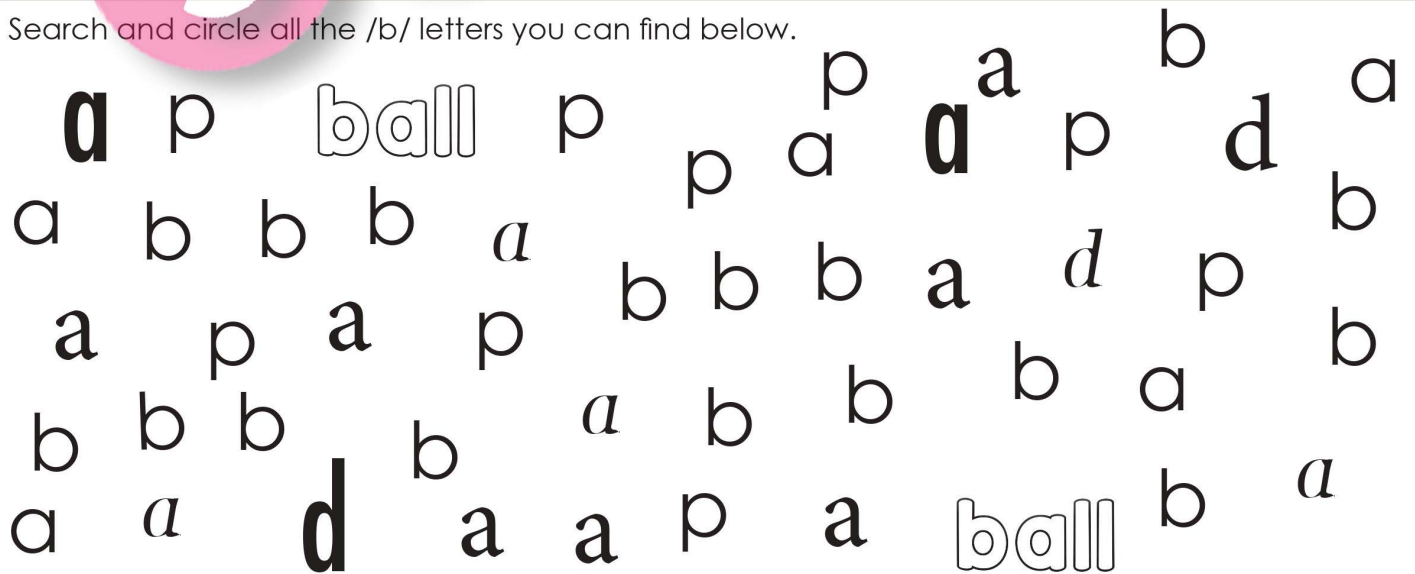 Search and circle all the /b/ letters you can find below.
p a b a
a p ball p p a a p d
a b b b a b
b b b a d p
a p a p b
b b b b a b b b a
a a d a a p a ball b a